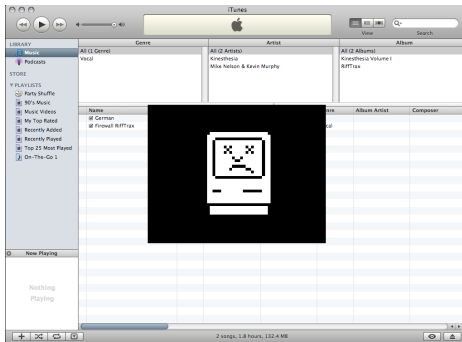 iTunes
View
Search
LIBRARY
Music
Podcasts
STORE
PLAYLISTS
Party Shuffle
90's Music
Music Videos
My Top Rated
Recently Added
Recently Played
Top 25 Most Played
On-The-Go 1
Now Playing
Nothing
Playing
Genre
All (1 Genre)
Vocal
Artist
All (2 Artists)
Kinesthesia
Mike Nelson & Kevin Murphy
Album
All (2 Albums)
Kinesthesia Volume I
RiffTrax
Name
Album Artist
Composer
German
Firewall RiffTrax
2 songs, 1.8 hours, 132.4 MB